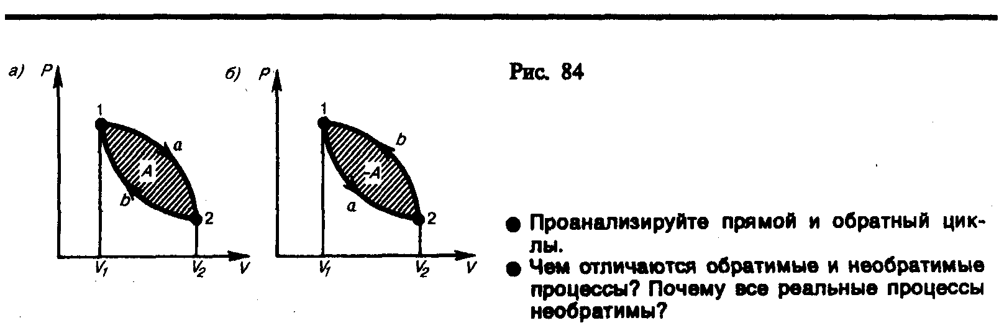 а) P б) P Рис. 84
1 1
a b
A -A
b a
2 2
V₁ V₂ V V₁ V₂ V
● Проанализируйте прямой и обратный цик-
лы.
● Чем отличаются обратимые и необратимые
процессы? Почему все реальные процессы
необратимы?